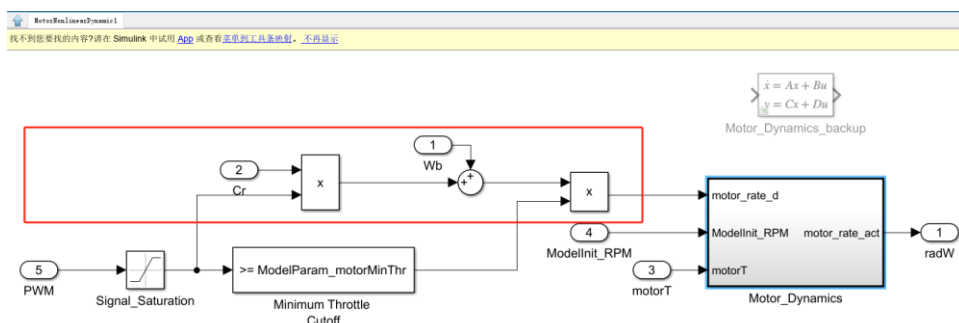 MotorNonlinearDynamic1
找不到您要找的内容?请在 Simulink 中试用 App 或查看菜单到工具条映射。 不再显示
ẋ = Ax + Bu
y = Cx + Du
Motor_Dynamics_backup
1
Wb
2
Cr
x
x
motor_rate_d
4
ModelInit_RPM
ModelInit_RPM
motor_rate_act
1
radW
5
PWM
Signal_Saturation
>= ModelParam_motorMinThr
Minimum Throttle
Cutoff
3
motorT
motorT
Motor_Dynamics